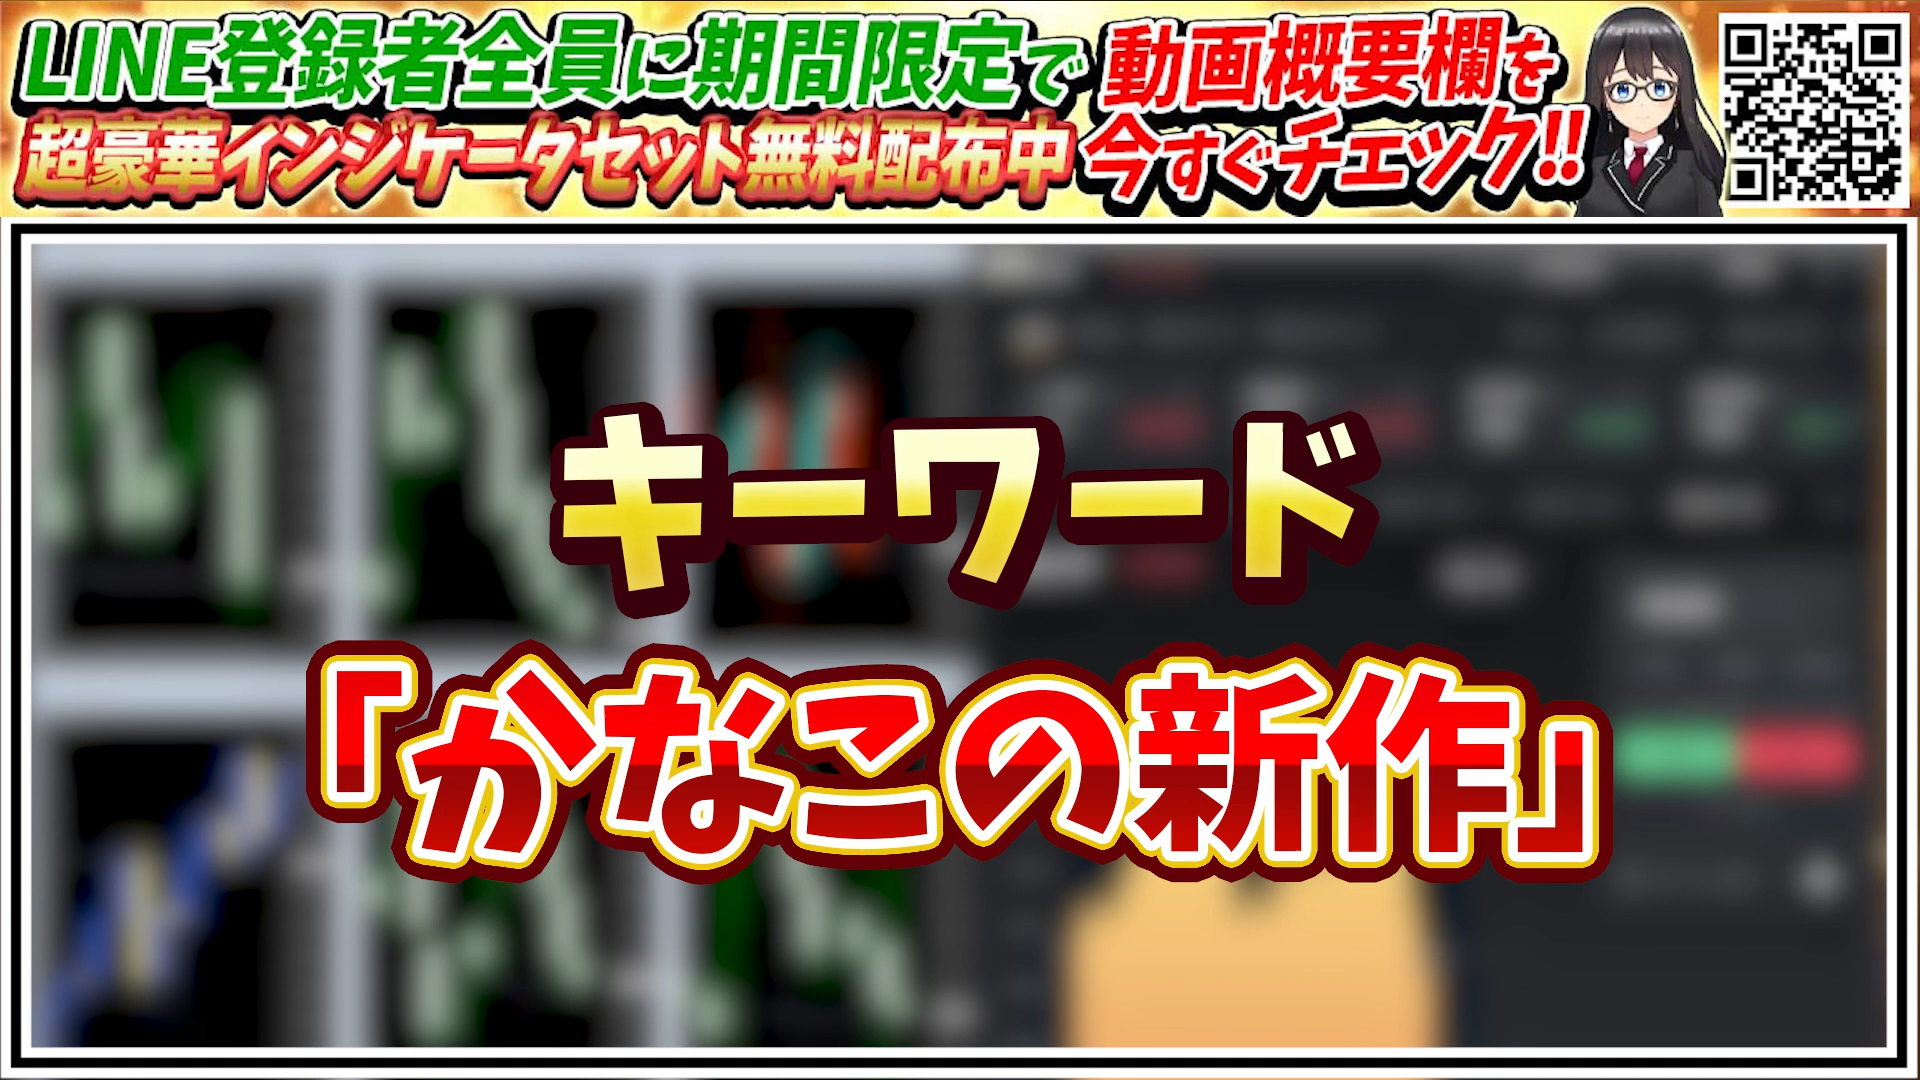 LINE登録者全員に期間限定で
超豪華インジケータセット無料配布中
動画概要欄を
今すぐチェック!!
キーワード
「かなこの新作」